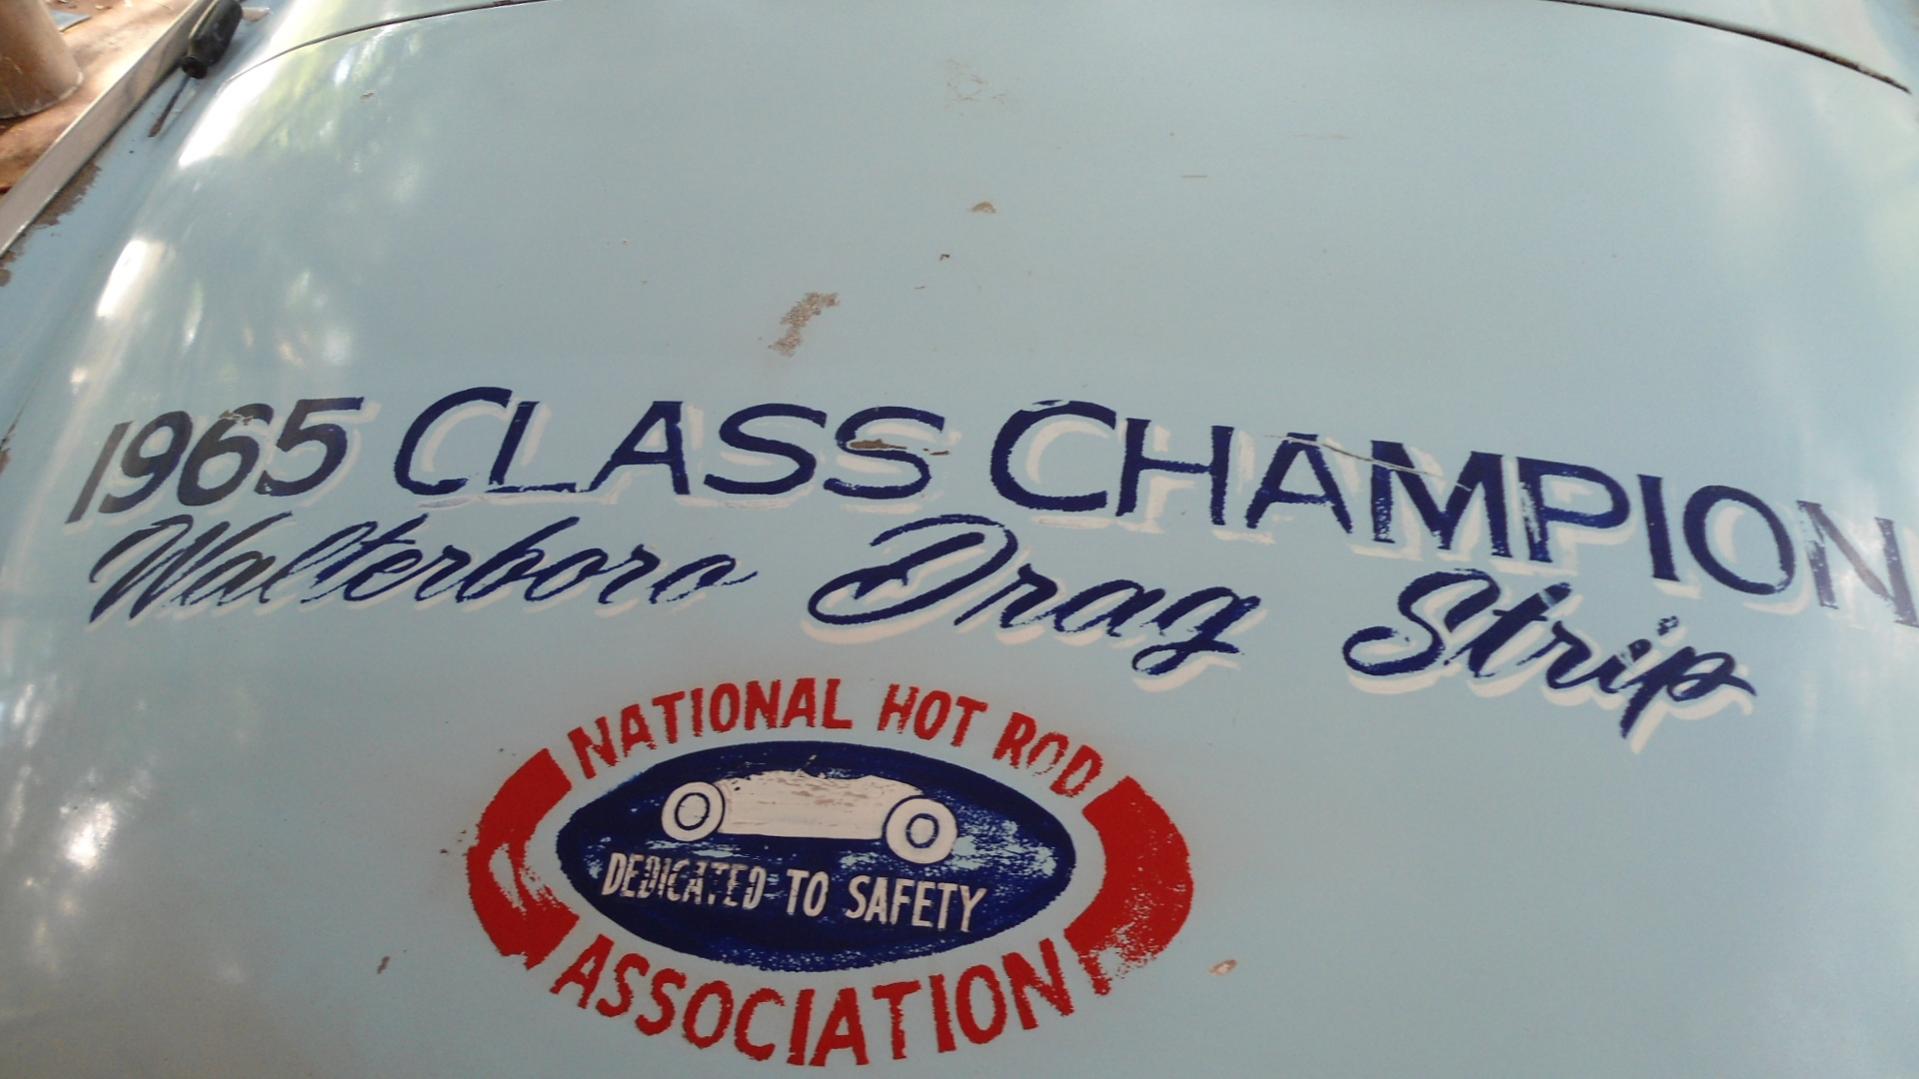 1965 CLASS CHAMPION
Walterboro Drag Strip
NATIONAL HOT ROD
DEDICATED TO SAFETY
ASSOCIATION